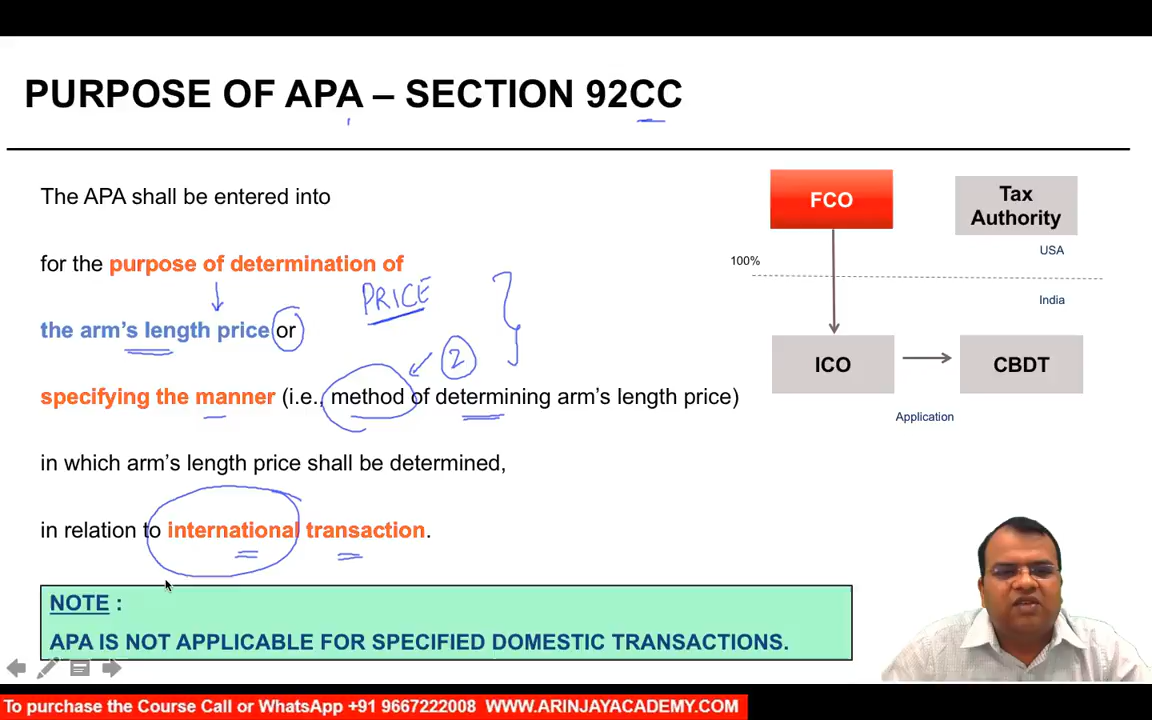 PURPOSE OF APA – SECTION 92CC
The APA shall be entered into
for the purpose of determination of
PRICE
the arm's length price or
2
specifying the manner (i.e., method of determining arm's length price)
in which arm's length price shall be determined,
in relation to international transaction.
NOTE :
APA IS NOT APPLICABLE FOR SPECIFIED DOMESTIC TRANSACTIONS.
FCO
Tax
Authority
USA
100%
India
ICO
CBDT
Application
To purchase the Course Call or WhatsApp +91 9667222008 WWW.ARINJAYACADEMY.COM